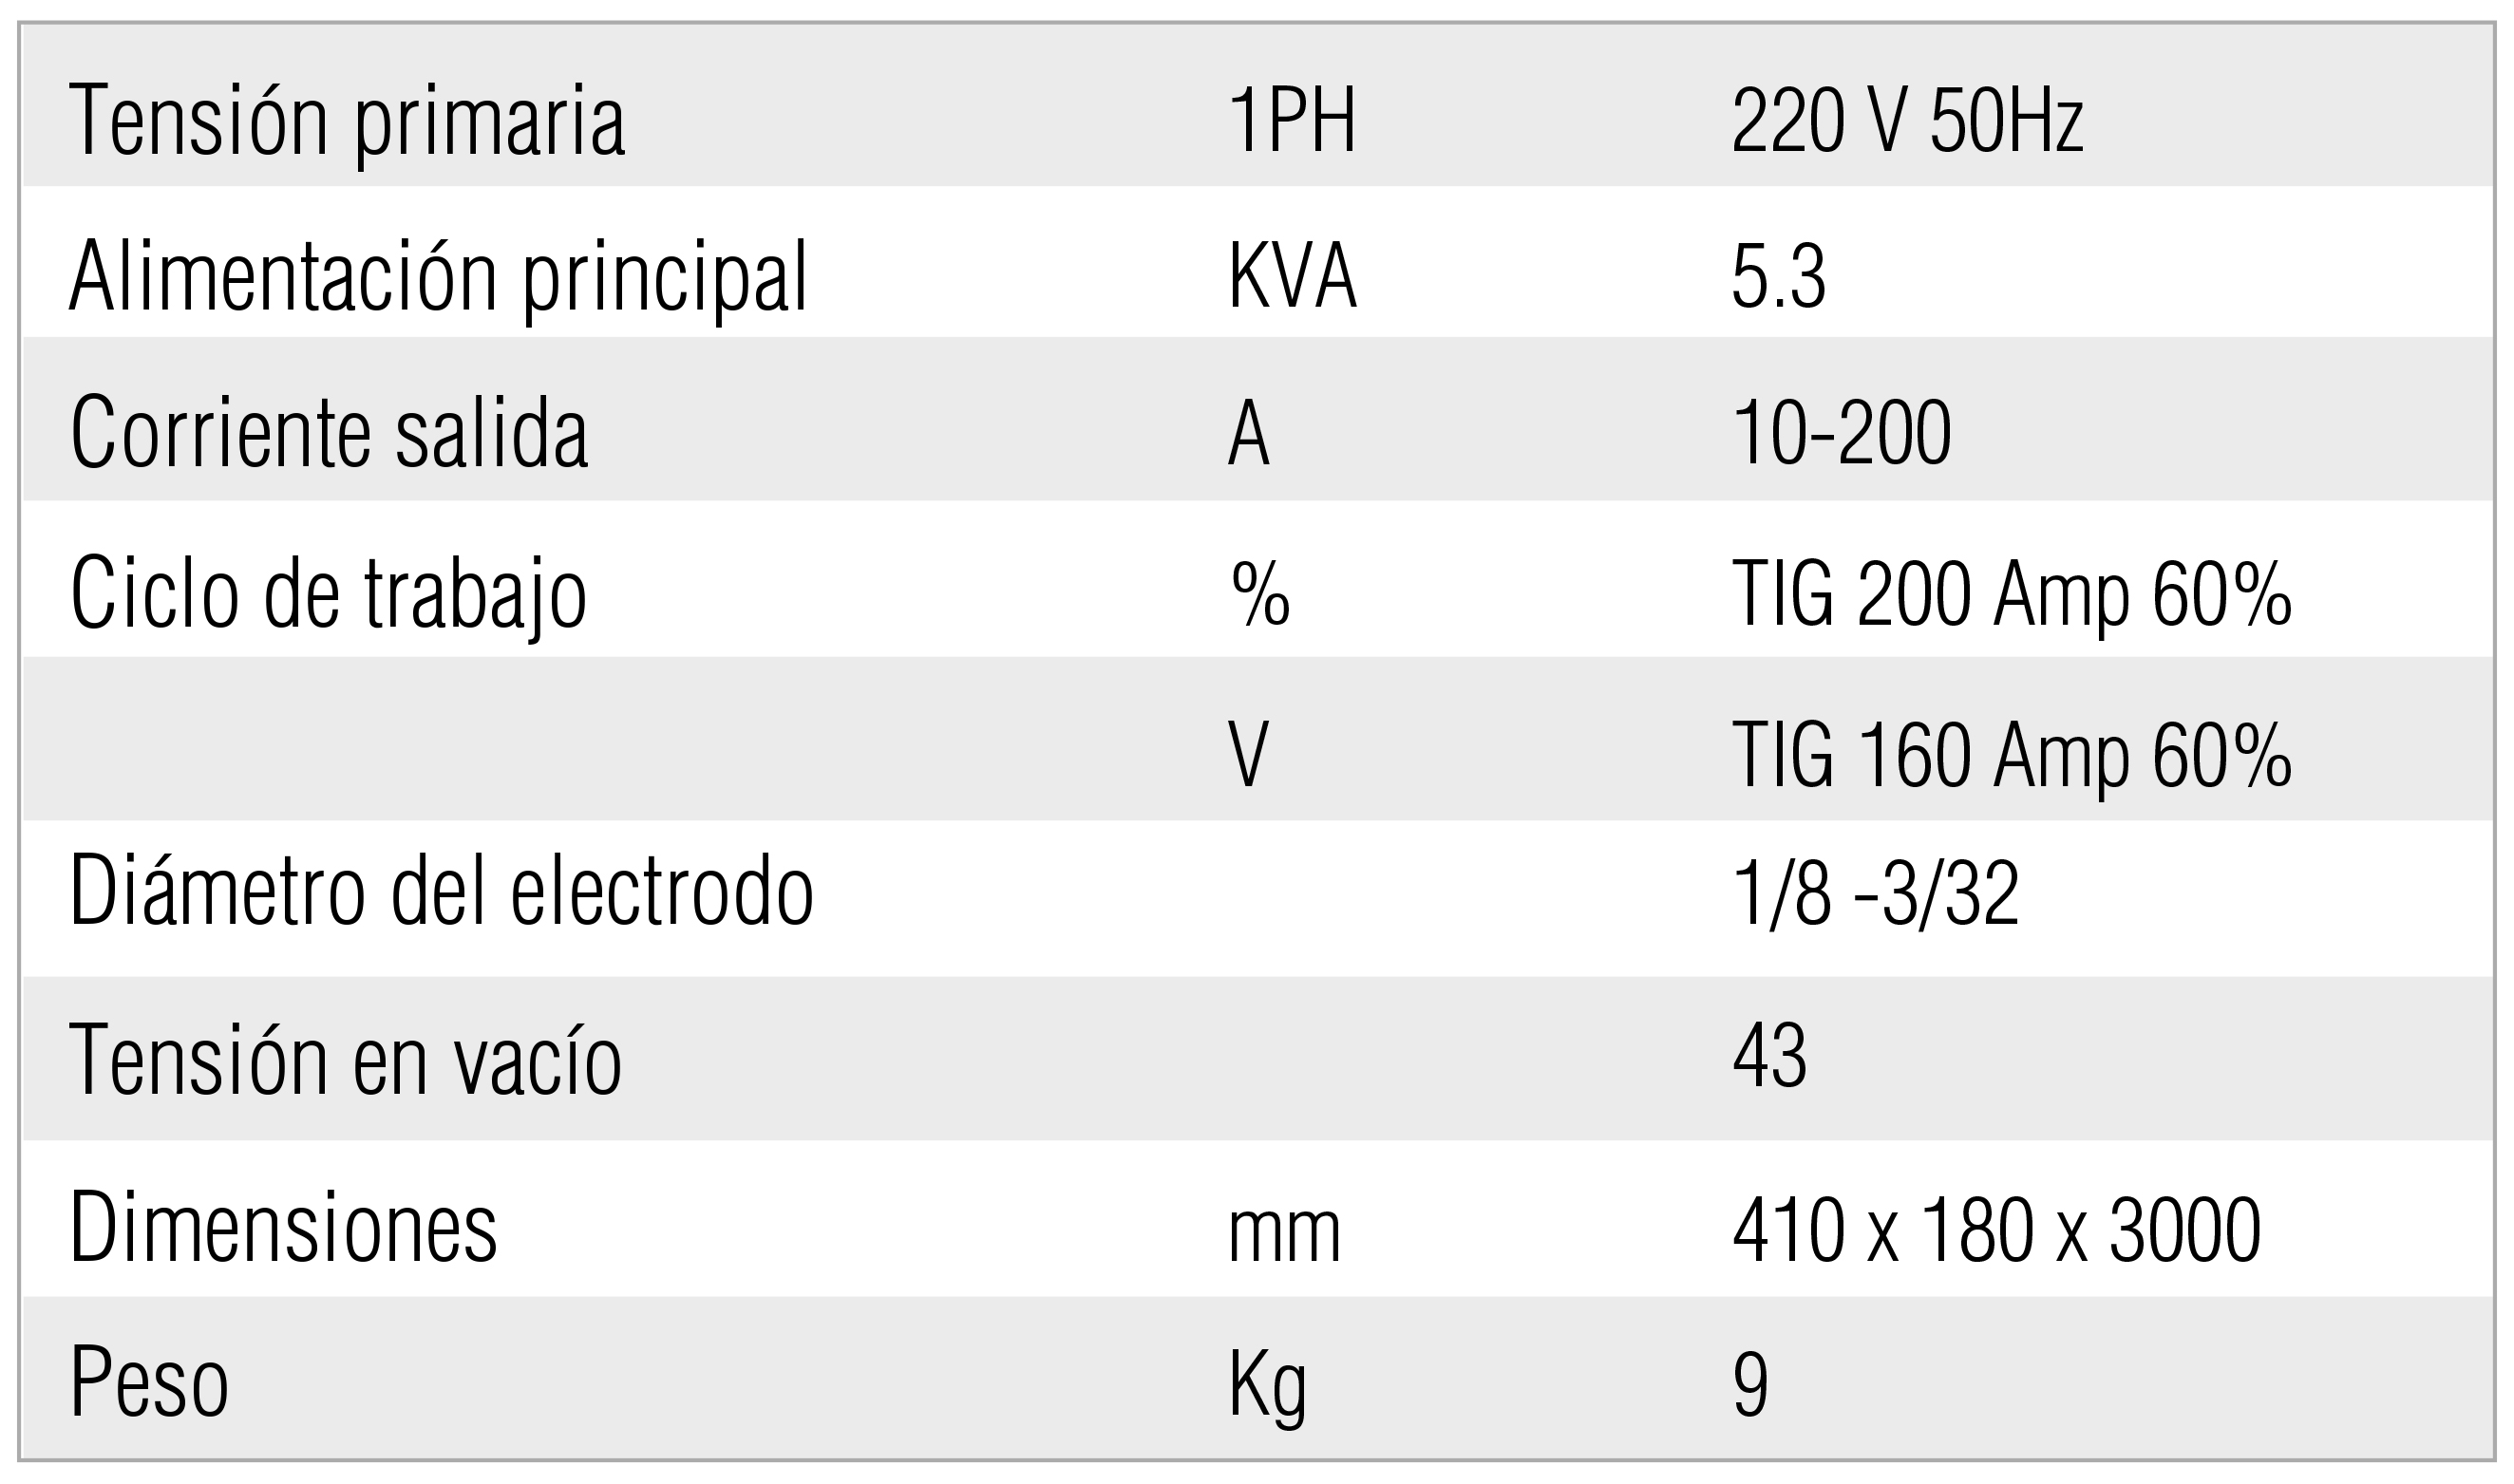 Tensión primaria 1PH 220 V 50Hz
Alimentación principal KVA 5.3
Corriente salida A 10-200
Ciclo de trabajo % TIG 200 Amp 60%
V TIG 160 Amp 60%
Diámetro del electrodo 1/8 -3/32
Tensión en vacío 43
Dimensiones mm 410 x 180 x 3000
Peso Kg 9